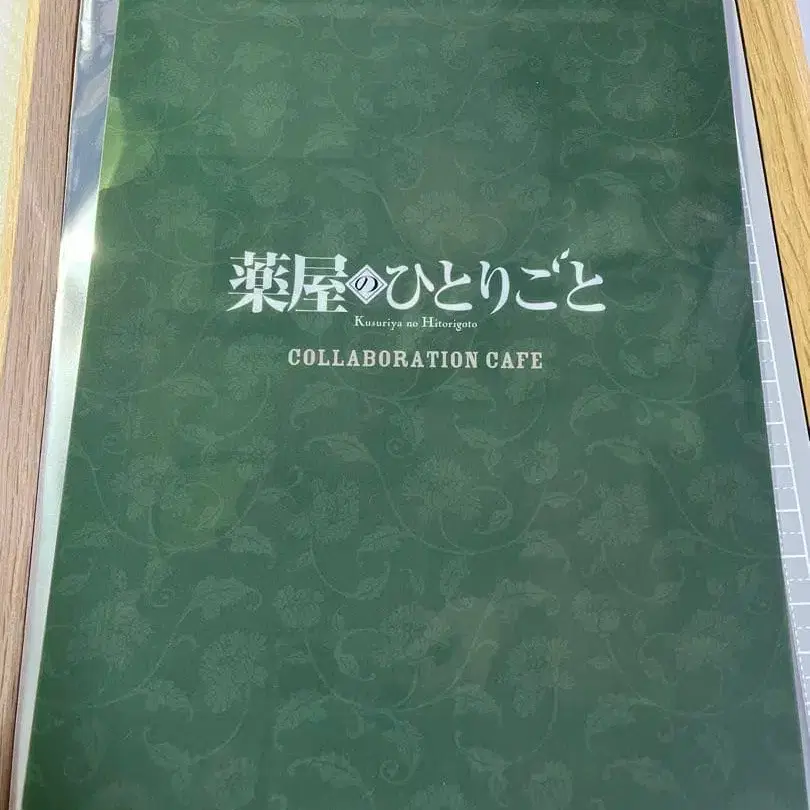 薬屋のひとりごと
Kusuriya no Hitorigoto
COLLABORATION CAFE